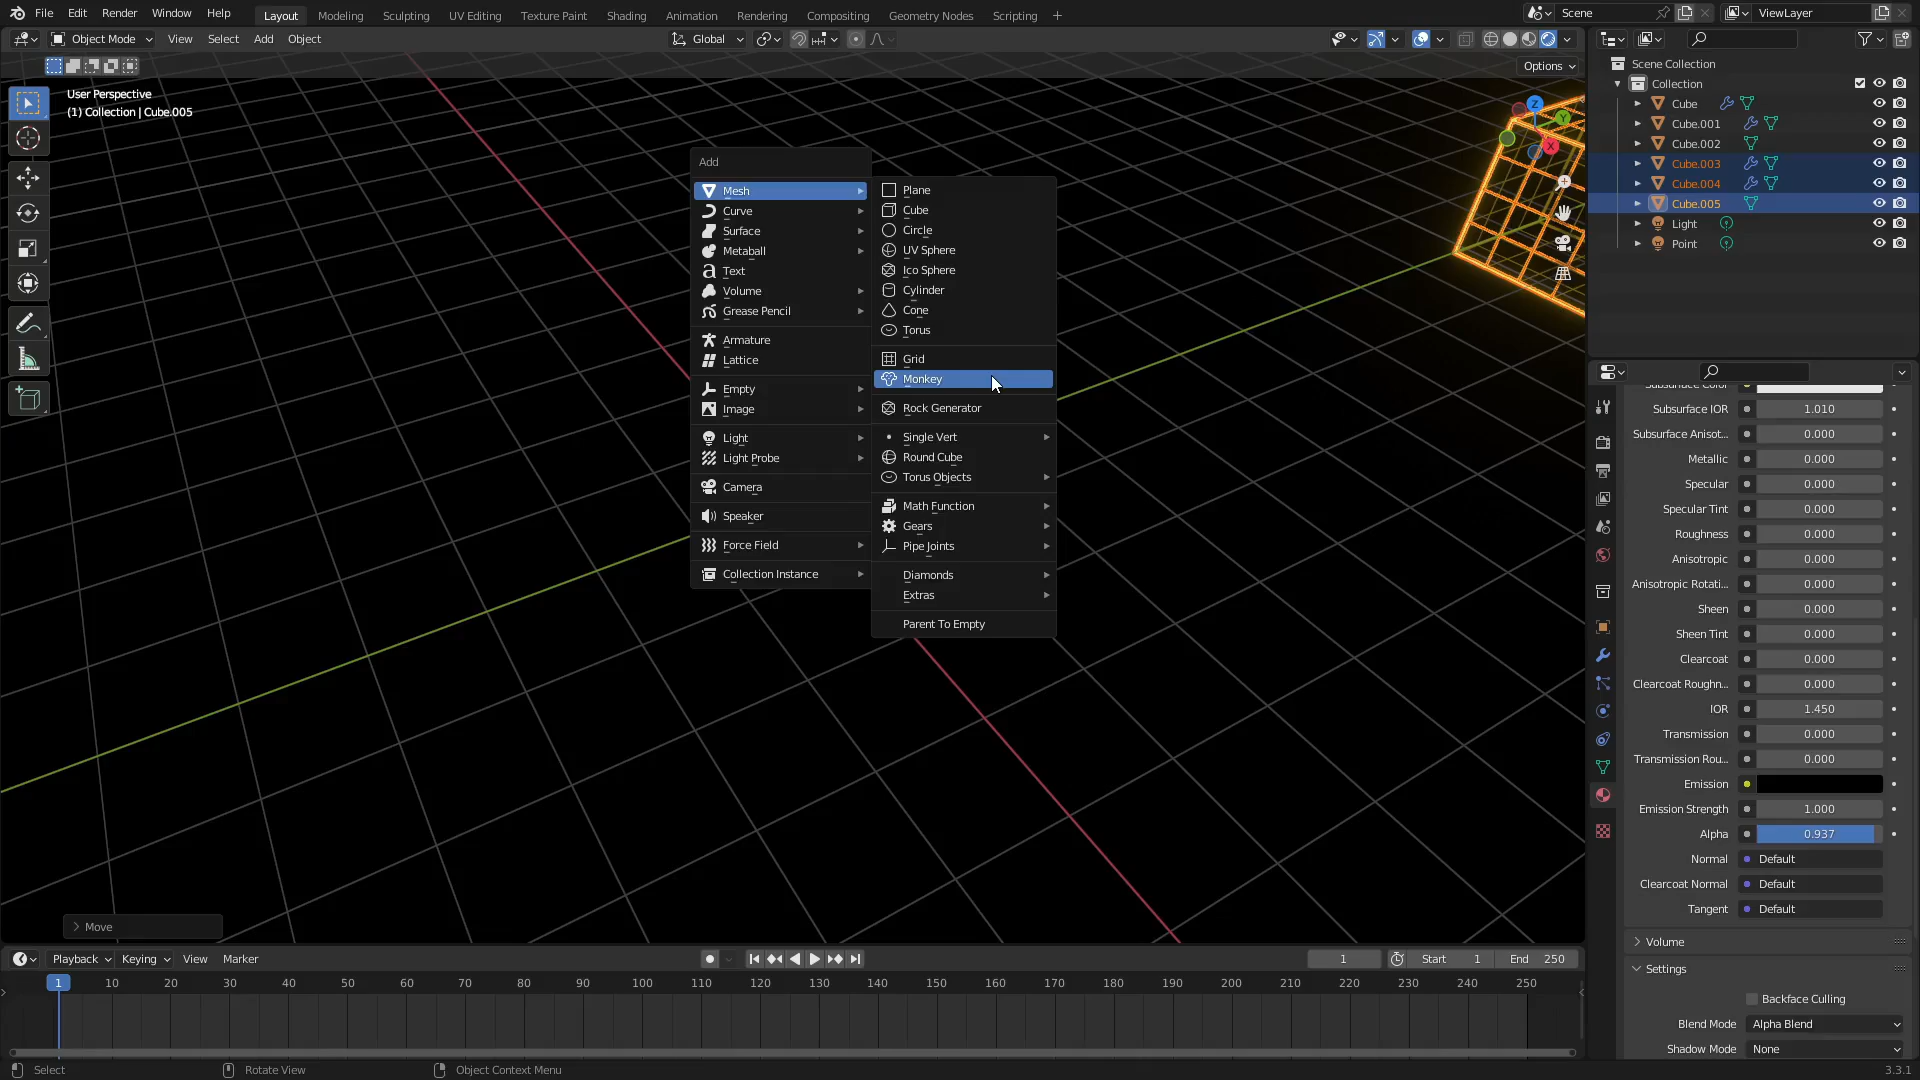 File Edit Render Window Help Layout Modeling Sculpting UV Editing Texture Paint Shading Animation Rendering Compositing Geometry Nodes Scripting + Scene ViewLayer
Object Mode View Select Add Object Global
Options
User Perspective
(1) Collection | Cube.005
Z
Y
X
Add
Mesh
Curve
Surface
Metaball
Text
Volume
Grease Pencil
Armature
Lattice
Empty
Image
Light
Light Probe
Camera
Speaker
Force Field
Collection Instance
Plane
Cube
Circle
UV Sphere
Ico Sphere
Cylinder
Cone
Torus
Grid
Monkey
Rock Generator
Single Vert
Round Cube
Torus Objects
Math Function
Gears
Pipe Joints
Diamonds
Extras
Parent To Empty
Move
Scene Collection
Collection
Cube
Cube.001
Cube.002
Cube.003
Cube.004
Cube.005
Light
Point
Subsurface Color
Subsurface IOR 1.010
Subsurface Anisot... 0.000
Metallic 0.000
Specular 0.000
Specular Tint 0.000
Roughness 0.000
Anisotropic 0.000
Anisotropic Rotati... 0.000
Sheen 0.000
Sheen Tint 0.000
Clearcoat 0.000
Clearcoat Roughn... 0.000
IOR 1.450
Transmission 0.000
Transmission Rou... 0.000
Emission
Emission Strength 1.000
Alpha 0.937
Normal Default
Clearcoat Normal Default
Tangent Default
Volume
Settings
Backface Culling
Blend Mode Alpha Blend
Shadow Mode None
Playback Keying View Marker 1 Start 1 End 250
1 10 20 30 40 50 60 70 80 90 100 110 120 130 140 150 160 170 180 190 200 210 220 230 240 250
Select Rotate View Object Context Menu 3.3.1